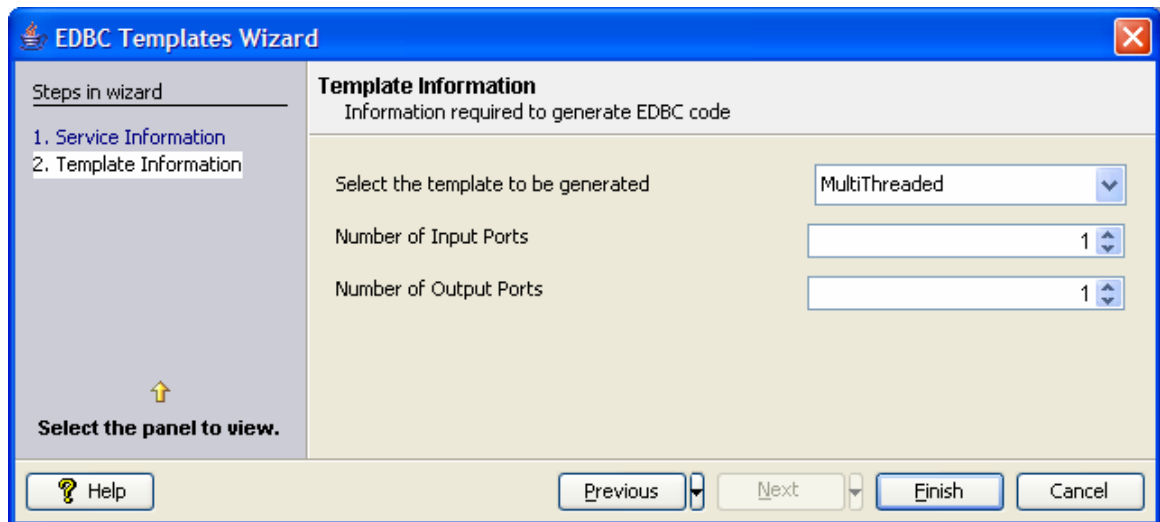 EDBC Templates Wizard
Steps in wizard
1. Service Information
2. Template Information
Select the panel to view.
Template Information
Information required to generate EDBC code
Select the template to be generated
MultiThreaded
Number of Input Ports
1
Number of Output Ports
1
Help
Previous
Next
Finish
Cancel